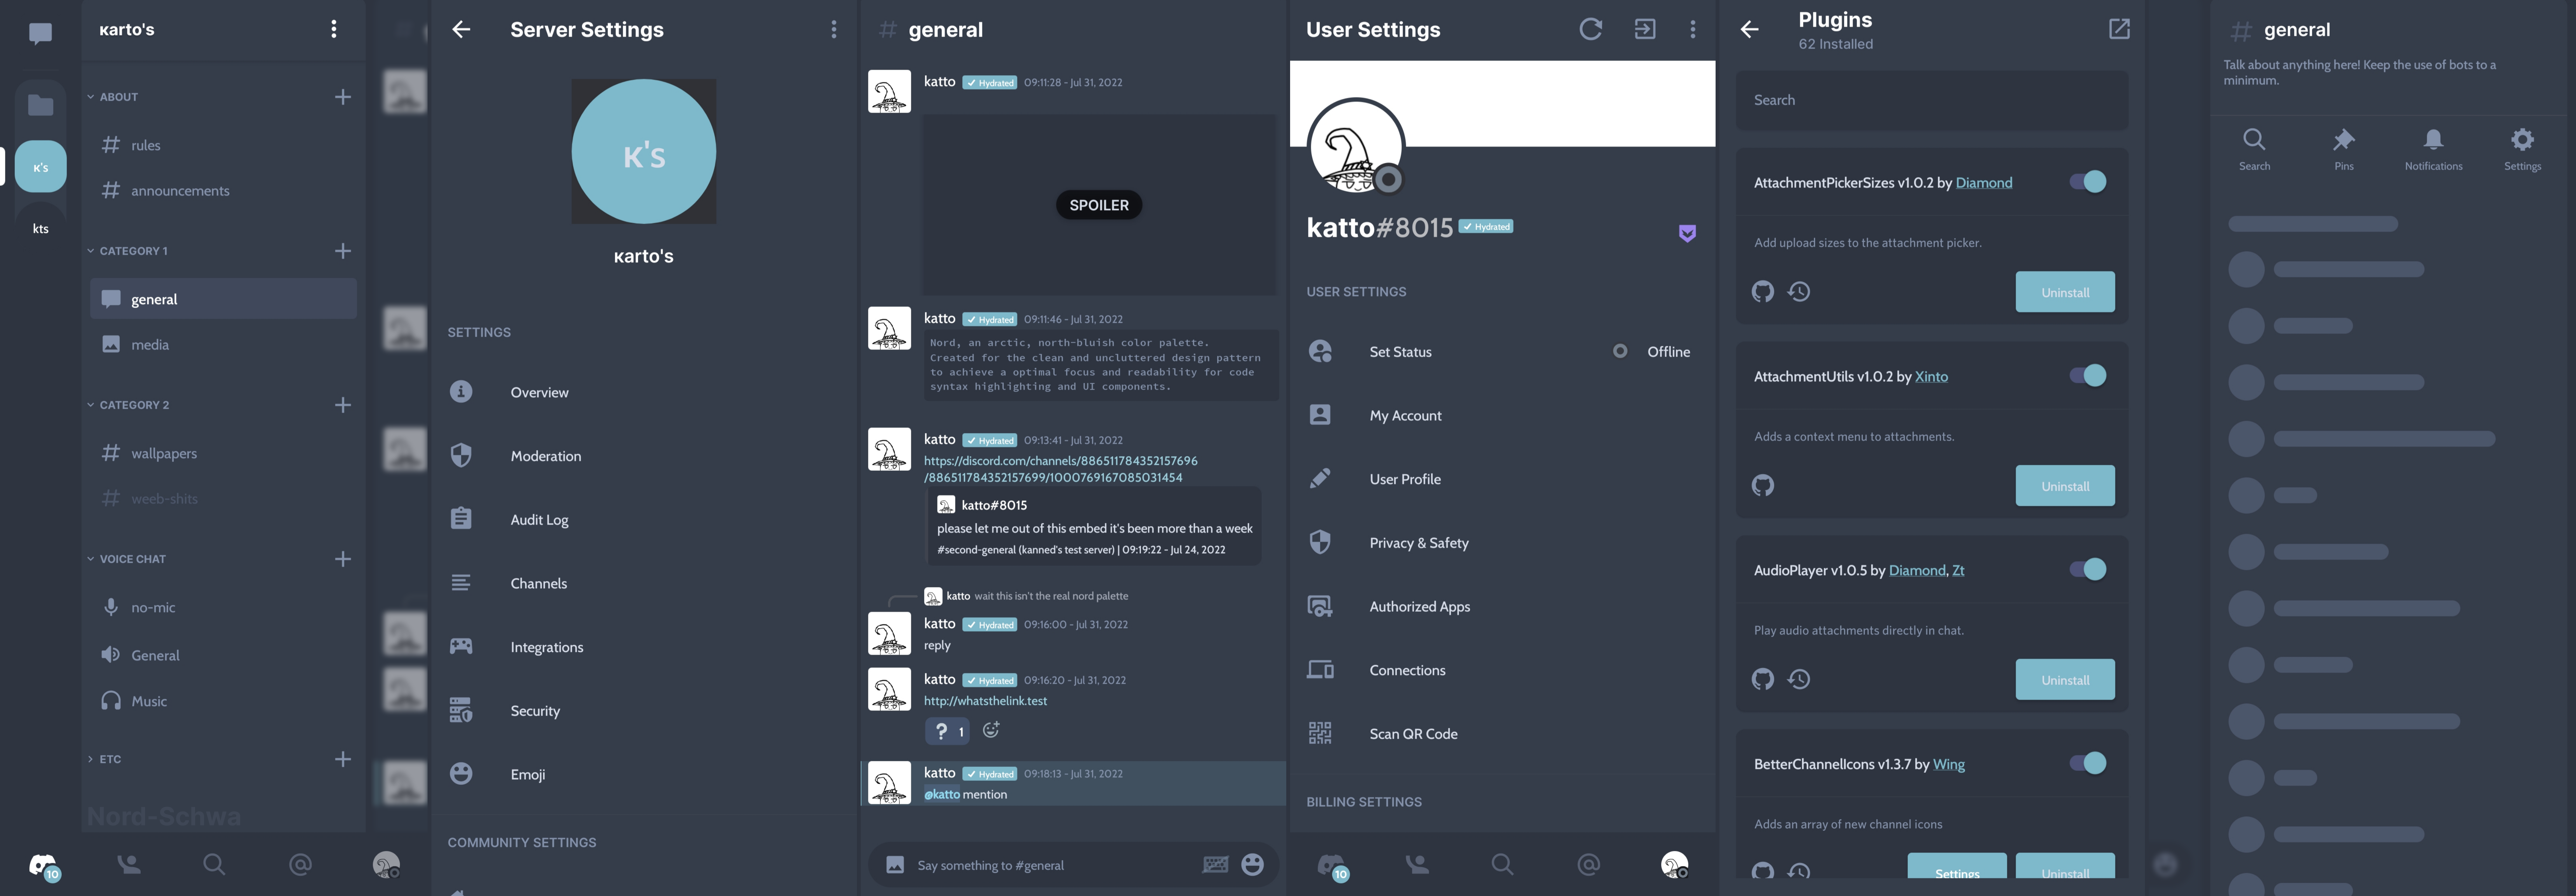 ĸ's
kts
10
ĸarto's
ABOUT
rules
announcements
CATEGORY 1
general
media
CATEGORY 2
wallpapers
weeb-shits
VOICE CHAT
no-mic
General
Music
ETC
Nord-Schwa
Server Settings
ĸ's
ĸarto's
SETTINGS
Overview
Moderation
Audit Log
Channels
Integrations
Security
Emoji
COMMUNITY SETTINGS
# general
katto ✓ Hydrated 09:11:28 - Jul 31, 2022
SPOILER
katto ✓ Hydrated 09:11:46 - Jul 31, 2022
Nord, an arctic, north-bluish color palette.
Created for the clean and uncluttered design pattern
to achieve a optimal focus and readability for code
syntax highlighting and UI components.
katto ✓ Hydrated 09:13:41 - Jul 31, 2022
https://discord.com/channels/886511784352157696
/886511784352157699/1000769167085031454
katto#8015
please let me out of this embed it's been more than a week
#second-general (kanned's test server) | 09:19:22 - Jul 24, 2022
katto wait this isn't the real nord palette
katto ✓ Hydrated 09:16:00 - Jul 31, 2022
reply
katto ✓ Hydrated 09:16:20 - Jul 31, 2022
http://whatsthelink.test
? 1
katto ✓ Hydrated 09:18:13 - Jul 31, 2022
@katto mention
Say something to #general
User Settings
katto#8015 ✓ Hydrated
USER SETTINGS
Set Status Offline
My Account
User Profile
Privacy & Safety
Authorized Apps
Connections
Scan QR Code
BILLING SETTINGS
10
Plugins
62 Installed
Search
AttachmentPickerSizes v1.0.2 by Diamond
Add upload sizes to the attachment picker.
Uninstall
AttachmentUtils v1.0.2 by Xinto
Adds a context menu to attachments.
Uninstall
AudioPlayer v1.0.5 by Diamond, Zt
Play audio attachments directly in chat.
Uninstall
BetterChannelIcons v1.3.7 by Wing
Adds an array of new channel icons
Settings Uninstall
# general
Talk about anything here! Keep the use of bots to a
minimum.
Search Pins Notifications Settings